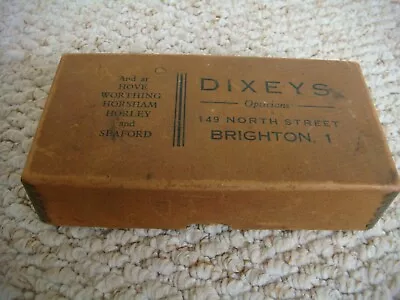 And at
HOVE
WORTHING
HORSHAM
HORLEY
and
SEAFORD
DIXEYS
Opticians
149 NORTH STREET
BRIGHTON, 1